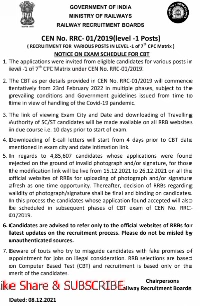 GOVERNMENT OF INDIA
MINISTRY OF RAILWAYS
RAILWAY RECRUITMENT BOARDS
CEN No. RRC- 01/2019(level -1 Posts)
( RECRUITMENT FOR VARIOUS POSTS IN LEVEL -1 of 7th CPC Matrix )
NOTICE ON EXAM SCHEDULE FOR CBT
1. The applications were invited from eligible candidates for various posts in
level -1 of 7th CPC Matrix under CEN No. RRC-01/2019.
2. The CBT as per details provided in CEN No. RRC-01/2019 will commence
tentatively from 23rd February 2022 in multiple phases, subject to the
prevailing conditions and Government guidelines issued from time to
time in view of handling of the Covid-19 pandemic.
3. The link of viewing Exam City and Date and downloading of Travelling
Authority of SC/ST candidates will be made available on all RRB websites
in due course i.e. 10 days prior to start of exam
4. Downloading of E-call letters will start from 4 days prior to CBT date
mentioned in exam city and date intimation link.
5. In regards to 4,85,607 candidates whose applications were found
rejected on the ground of invalid photograph and/or signature, for those
the modification link will be live from 15.12.2021 to 26.12.2021 on all the
official websites of RRBs for uploading of photograph and/or signature
afresh as one time opportunity. Thereafter, decision of RRBs regarding
validity of photograph/signature shall be final and binding on candidates.
In this process the candidates whose application found accepted will also
be scheduled in subsequent phases of CBT exam of CEN No. RRC-
01/2019.
6. Candidates are advised to refer only to the official websites of RRBs for
latest updates on the recruitment process. Please do not be misled by
unauthenticated sources.
7. Beware of touts who try to misguide candidates with fake promises of
appointment for jobs on illegal consideration. RRB selections are based
on Computer Based Test (CBT) and recruitment is based only on the
merit of the candidates.
Chairpersons
ike Share & SUBSCRIBE
Railway Recruitment Boards
Dated: 08.12.2021